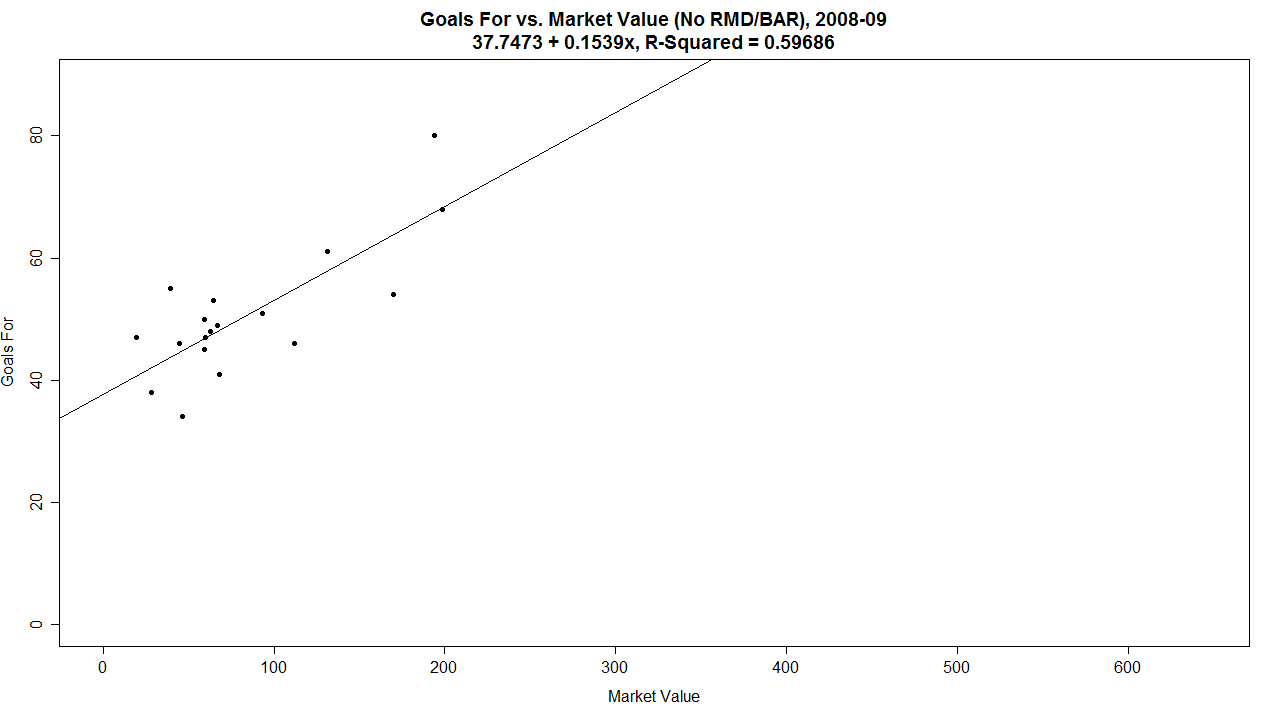 Goals For vs. Market Value (No RMD/BAR), 2008-09
37.7473 + 0.1539x, R-Squared = 0.59686
Goals For
80
60
40
20
0
0 100 200 300 400 500 600
Market Value